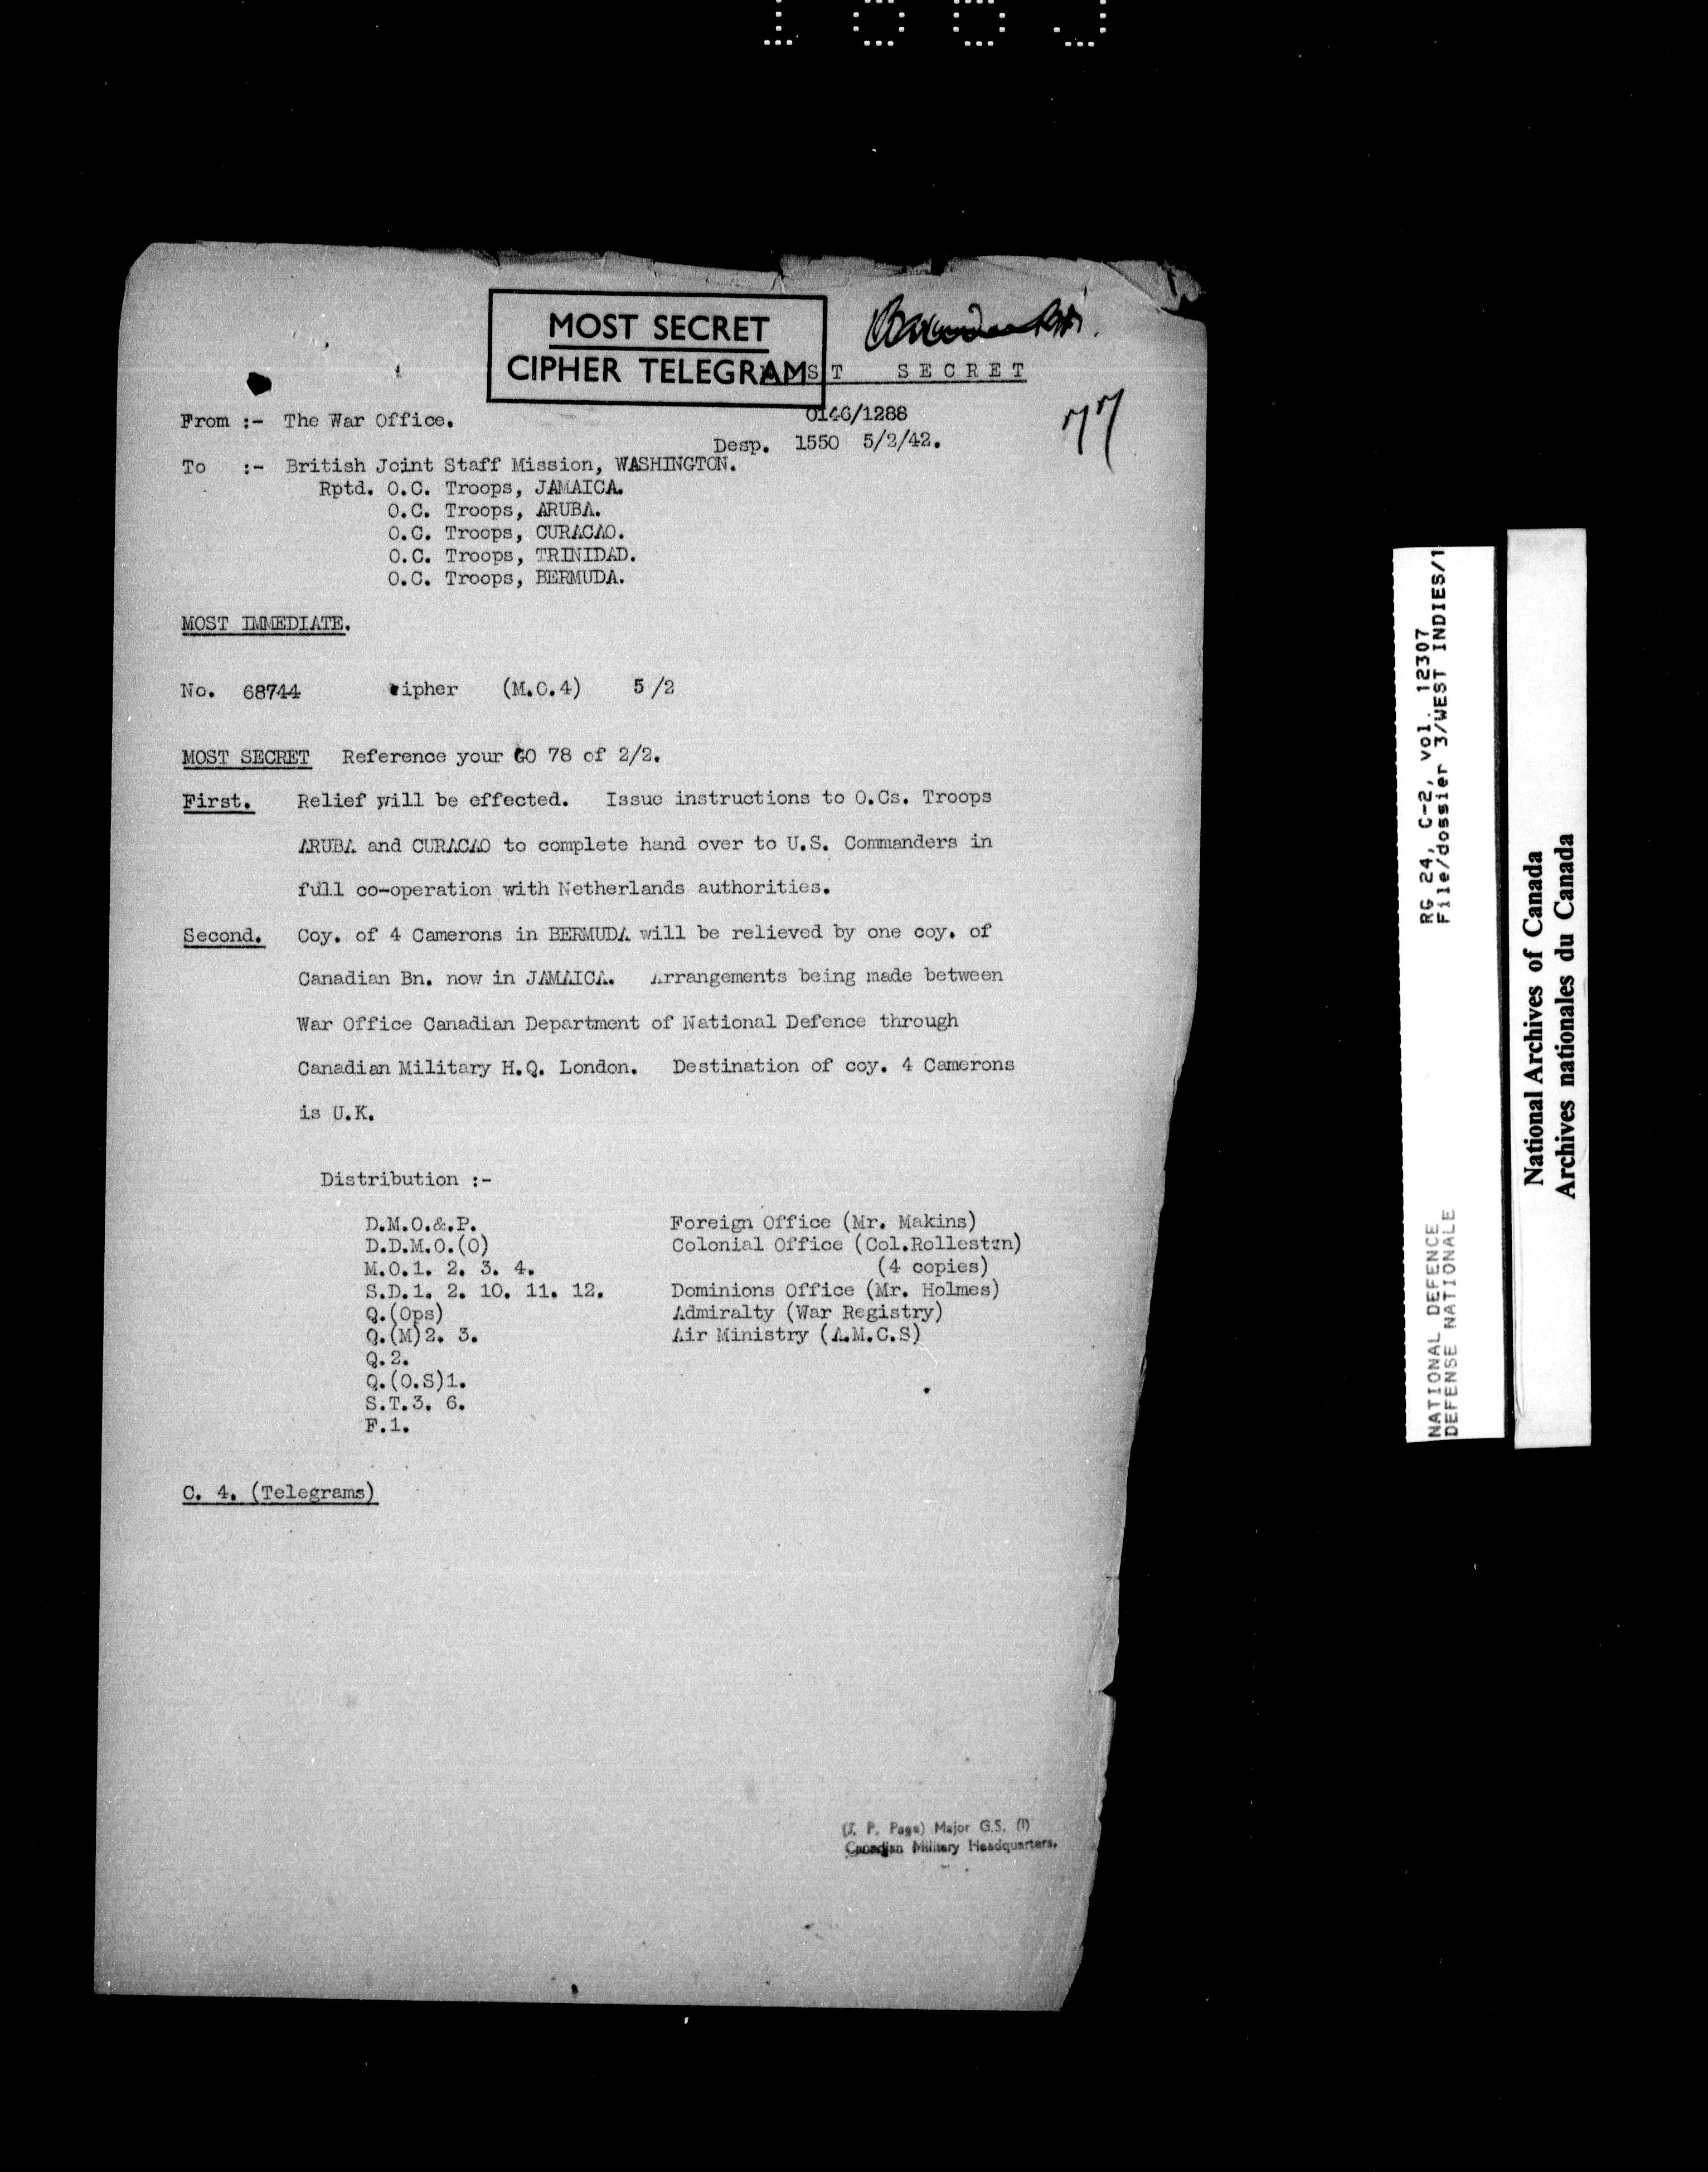 MOST SECRET
CIPHER TELEGRAM
ST SECRET
0146/1288
77
From :- The War Office.
Desp. 1550 5/2/42.
To :- British Joint Staff Mission, WASHINGTON.
Rptd. O.C. Troops, JAMAICA.
O.C. Troops, ARUBA.
O.C. Troops, CURACAO.
O.C. Troops, TRINIDAD.
O.C. Troops, BERMUDA.
MOST IMMEDIATE.
No. 68744 cipher (M.O.4) 5/2
MOST SECRET Reference your GO 78 of 2/2.
First. Relief will be effected. Issue instructions to O.Cs. Troops
ARUBA and CURACAO to complete hand over to U.S. Commanders in
full co-operation with Netherlands authorities.
Second. Coy. of 4 Camerons in BERMUDA will be relieved by one coy. of
Canadian Bn. now in JAMAICA. Arrangements being made between
War Office Canadian Department of National Defence through
Canadian Military H.Q. London. Destination of coy. 4 Camerons
is U.K.
Distribution :-
D.M.O.&.P. Foreign Office (Mr. Makins)
D.D.M.O.(O) Colonial Office (Col.Rolleston)
M.O.1. 2. 3. 4. (4 copies)
S.D.1. 2. 10. 11. 12. Dominions Office (Mr. Holmes)
Q.(Ops) Admiralty (War Registry)
Q.(M)2. 3. Air Ministry (A.M.C.S)
Q.2.
Q.(O.S)1.
S.T.3. 6.
F.1.
C. 4. (Telegrams)
(J. P. Page) Major G.S. (I)
Canadian Military Headquarters.
RG 24, C-2, vol. 12307
File/dossier 3/WEST INDIES/1
NATIONAL DEFENCE
DEFENSE NATIONALE
National Archives of Canada
Archives nationales du Canada